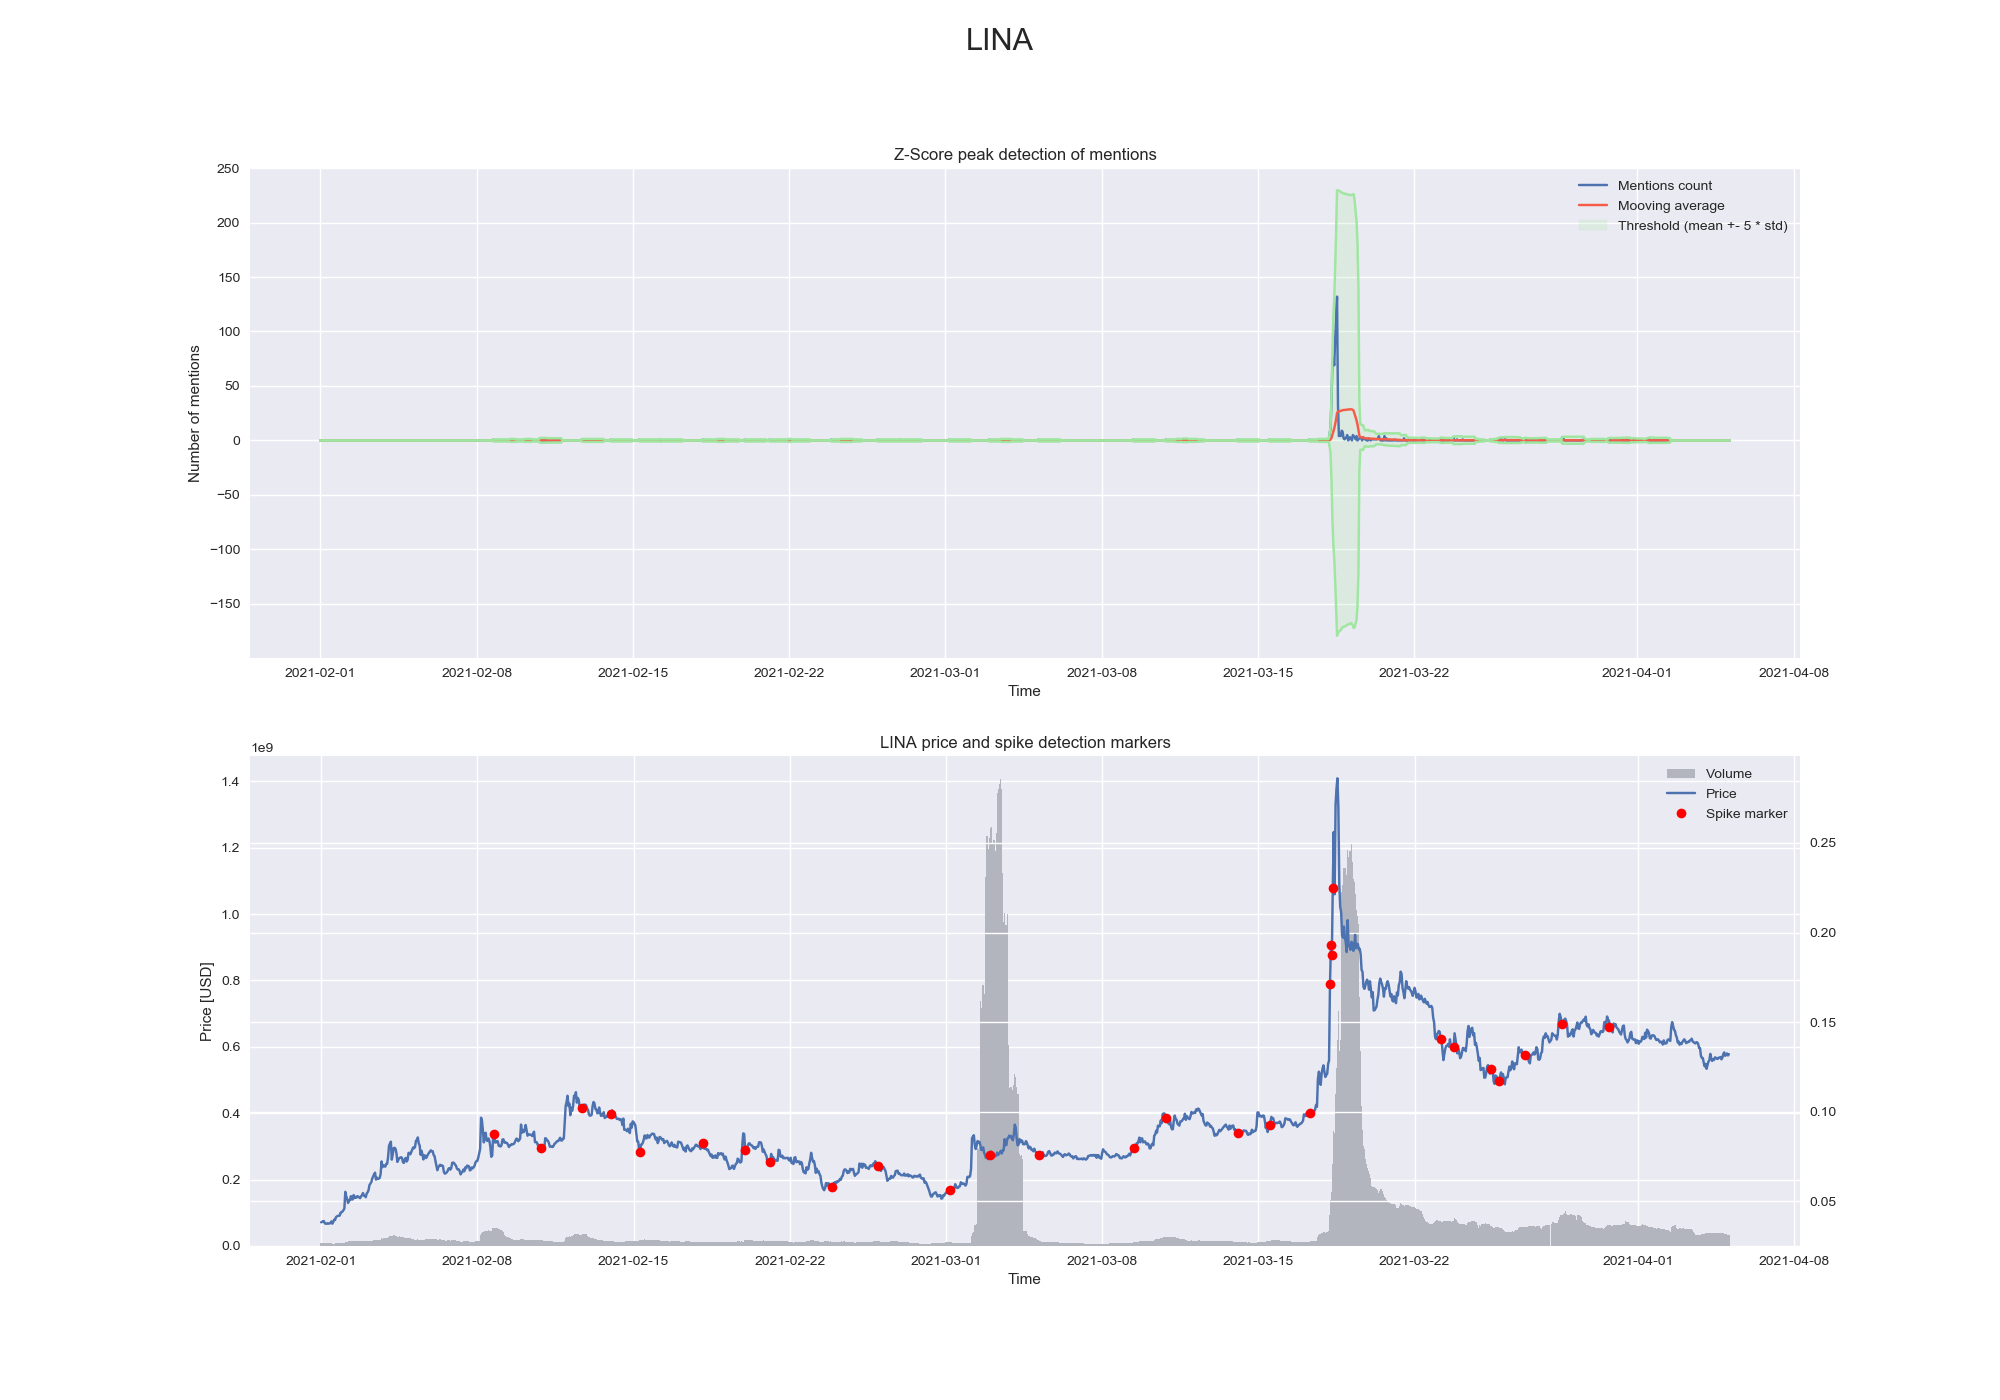 LINA
Z-Score peak detection of mentions
250
200
150
100
50
0
−50
−100
−150
Number of mentions
Mentions count
Mooving average
Threshold (mean +- 5 * std)
2021-02-01 2021-02-08 2021-02-15 2021-02-22 2021-03-01 2021-03-08 2021-03-15 2021-03-22 2021-04-01 2021-04-08
Time
LINA price and spike detection markers
1e9
1.4
1.2
1.0
0.8
0.6
0.4
0.2
0.0
Price [USD]
Volume
Price
Spike marker
0.25
0.20
0.15
0.10
0.05
2021-02-01 2021-02-08 2021-02-15 2021-02-22 2021-03-01 2021-03-08 2021-03-15 2021-03-22 2021-04-01 2021-04-08
Time